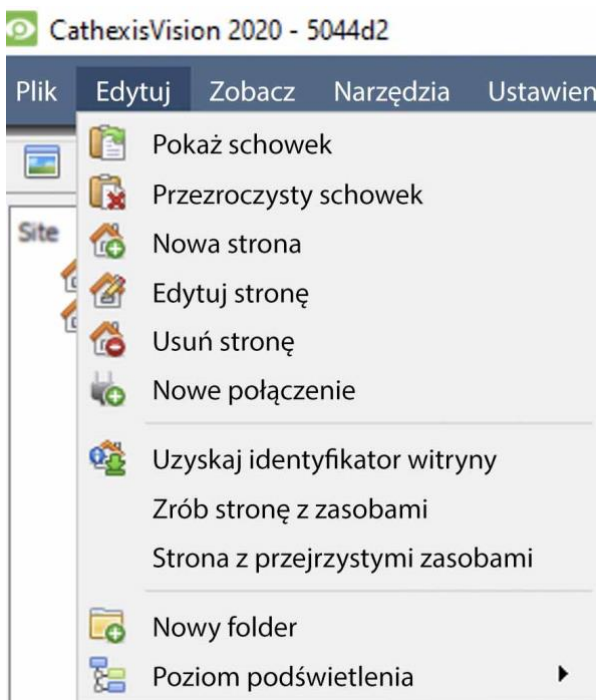 CathexisVision 2020 - 5044d2
Plik Edytuj Zobacz Narzędzia Ustawien
Pokaż schowek
Przezroczysty schowek
Site
Nowa strona
Edytuj stronę
Usuń stronę
Nowe połączenie
Uzyskaj identyfikator witryny
Zrób stronę z zasobami
Strona z przejrzystymi zasobami
Nowy folder
Poziom podświetlenia